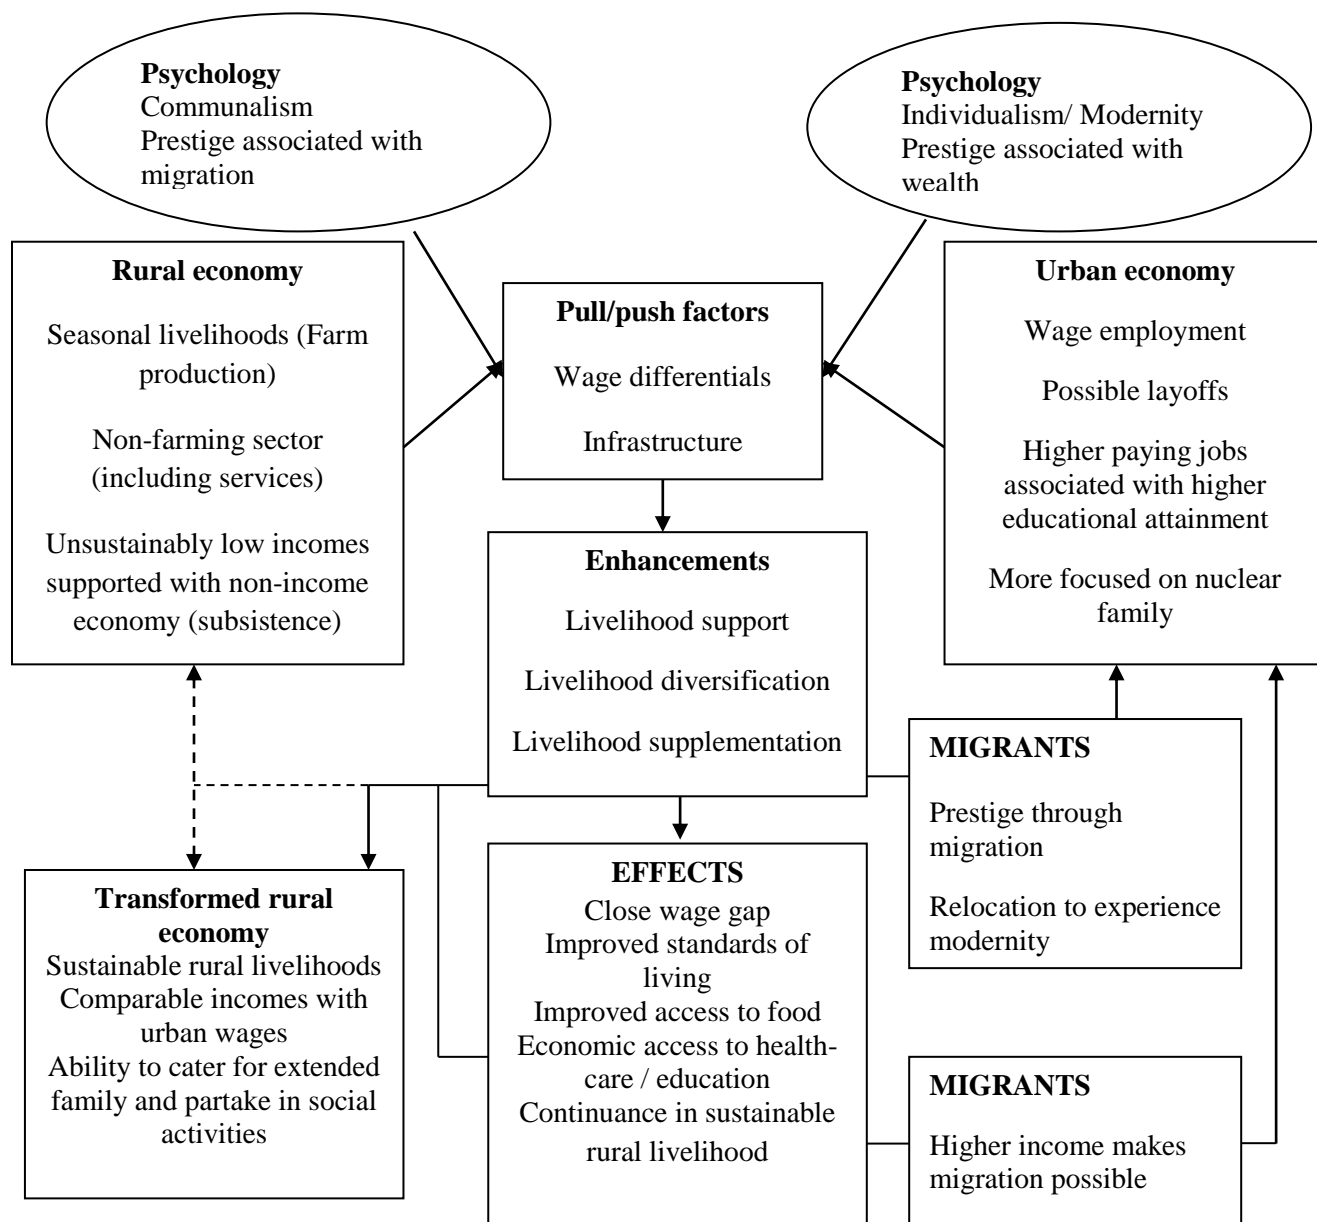 Psychology
Communalism
Prestige associated with
migration
Psychology
Individualism/ Modernity
Prestige associated with
wealth
Rural economy
Seasonal livelihoods (Farm
production)
Non-farming sector
(including services)
Unsustainably low incomes
supported with non-income
economy (subsistence)
Pull/push factors
Wage differentials
Infrastructure
Urban economy
Wage employment
Possible layoffs
Higher paying jobs
associated with higher
educational attainment
More focused on nuclear
family
Enhancements
Livelihood support
Livelihood diversification
Livelihood supplementation
MIGRANTS
Prestige through
migration
Relocation to experience
modernity
Transformed rural
economy
Sustainable rural livelihoods
Comparable incomes with
urban wages
Ability to cater for extended
family and partake in social
activities
EFFECTS
Close wage gap
Improved standards of
living
Improved access to food
Economic access to health-
care / education
Continuance in sustainable
rural livelihood
MIGRANTS
Higher income makes
migration possible